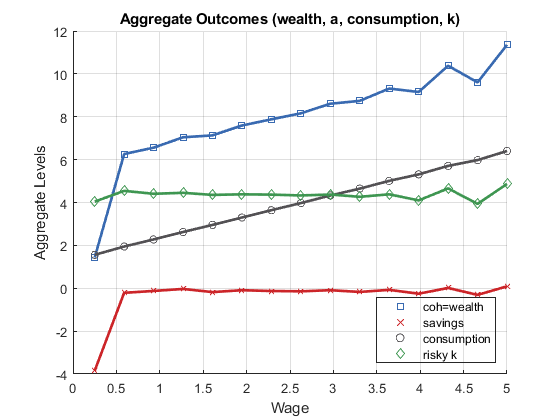 Aggregate Outcomes (wealth, a, consumption, k)
12
10
8
6
4
2
0
-2
-4
Aggregate Levels
0
0.5
1
1.5
2
2.5
3
3.5
4
4.5
5
Wage
coh=wealth
savings
consumption
risky k